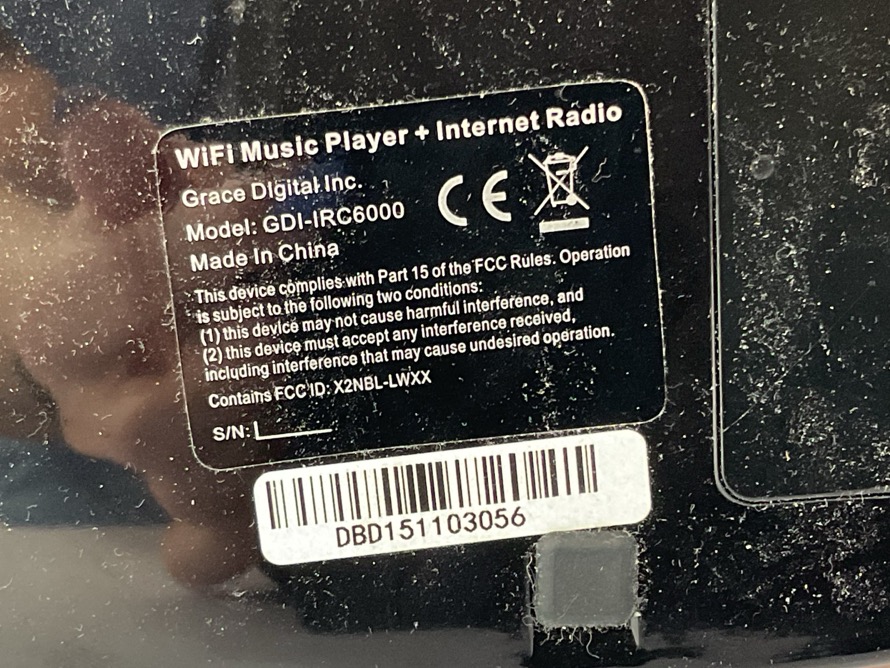 WiFi Music Player + Internet Radio
Grace Digital Inc.
Model: GDI-IRC6000
Made In China
CE
This device complies with Part 15 of the FCC Rules. Operation
is subject to the following two conditions:
(1) this device may not cause harmful interference, and
(2) this device must accept any interference received,
including interference that may cause undesired operation.
Contains FCC ID: X2NBL-LWXX
S/N:
DBD151103056